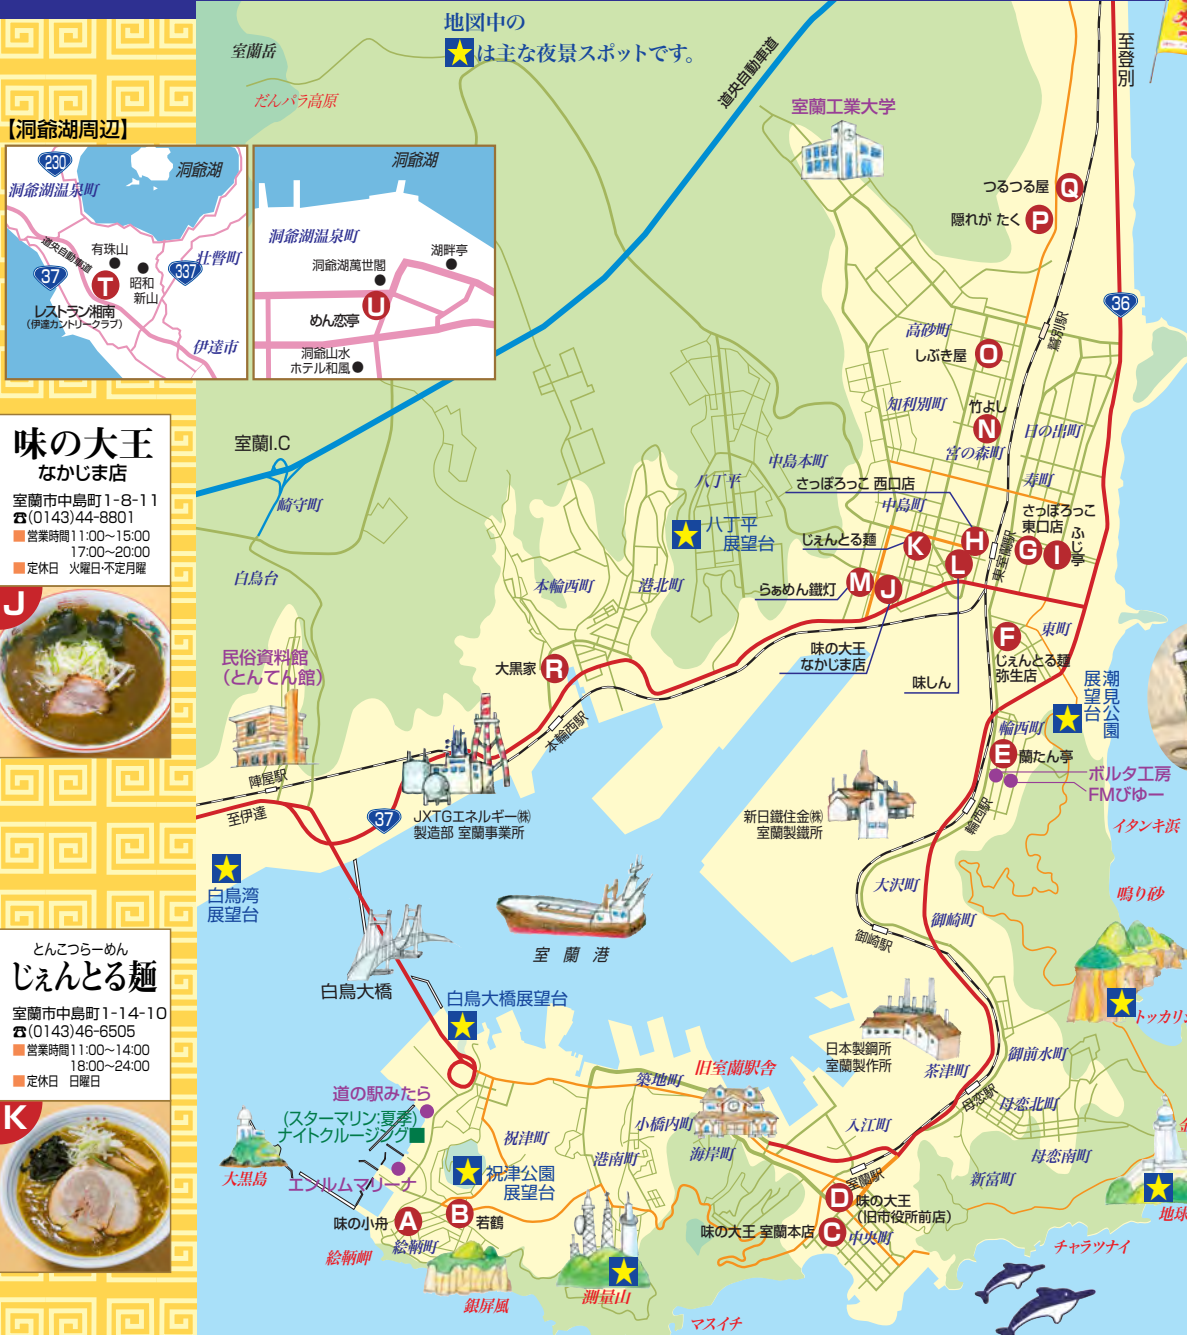 地図中の
★は主な夜景スポットです。
室蘭岳
だんパラ高原
道央自動車道
至登別
室蘭工業大学
【洞爺湖周辺】
230
洞爺湖
洞爺湖温泉町
道央自動車道
有珠山
37
T
昭和
新山
337
壮瞥町
レストラン湘南
(伊達カントリークラブ)
伊達市
洞爺湖
洞爺湖温泉町
湖畔亭
洞爺湖萬世閣
U
めん恋亭
洞爺山水
ホテル和風
つるつる屋 Q
隠れが たく P
36
鷲別駅
高砂町
しぶき屋 O
知利別町
竹よし
N
日の出町
宮の森町
中島本町
寿町
さっぽろっこ 西口店
八丁平
中島町
さっぽろっこ
東口店
ふじ亭
八丁平
展望台
じぇんとる麺
K
H
G
I
L
東室蘭駅
らぁめん鐵灯
M
J
室蘭I.C
崎守町
白鳥台
本輪西町
港北町
味の大王
なかじま店
味しん
F
東町
じぇんとる麺
弥生店
潮見公園
展望台
民俗資料館
(とんてん館)
大黒家 R
本輪西駅
陣屋駅
至伊達
37
JXTGエネルギー㈱
製造部 室蘭事業所
輪西町
E
蘭たん亭
ボルタ工房
FMびゅー
輪西駅
イタンキ浜
新日鐵住金㈱
室蘭製鐵所
白鳥湾
展望台
大沢町
御崎町
御崎駅
鳴り砂
室蘭港
白鳥大橋
白鳥大橋展望台
日本製鋼所
室蘭製作所
茶津町
御前水町
母恋駅
母恋北町
母恋南町
旧室蘭駅舎
築地町
小橋内町
海岸町
入江町
新富町
室蘭駅
道の駅みたら
(スターマリン:夏季)
ナイトクルージング
エンルムマリーナ
大黒島
祝津町
港南町
祝津公園
展望台
味の小舟 A
B 若鶴
絵鞆町
絵鞆岬
銀屏風
測量山
マスイチ
D
味の大王
(旧市役所前店)
味の大王 室蘭本店 C
中央町
チャラツナイ
味の大王
なかじま店
室蘭市中島町1-8-11
☎(0143)44-8801
■営業時間11:00〜15:00
17:00〜20:00
■定休日 火曜日・不定月曜
J
とんこつらーめん
じぇんとる麺
室蘭市中島町1-14-10
☎(0143)46-6505
■営業時間11:00〜14:00
18:00〜24:00
■定休日 日曜日
K